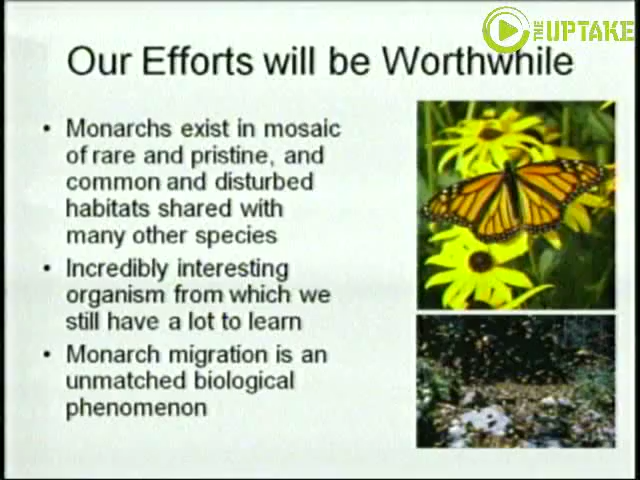 THE UPTAKE
Our Efforts will be Worthwhile
• Monarchs exist in mosaic
of rare and pristine, and
common and disturbed
habitats shared with
many other species
• Incredibly interesting
organism from which we
still have a lot to learn
• Monarch migration is an
unmatched biological
phenomenon